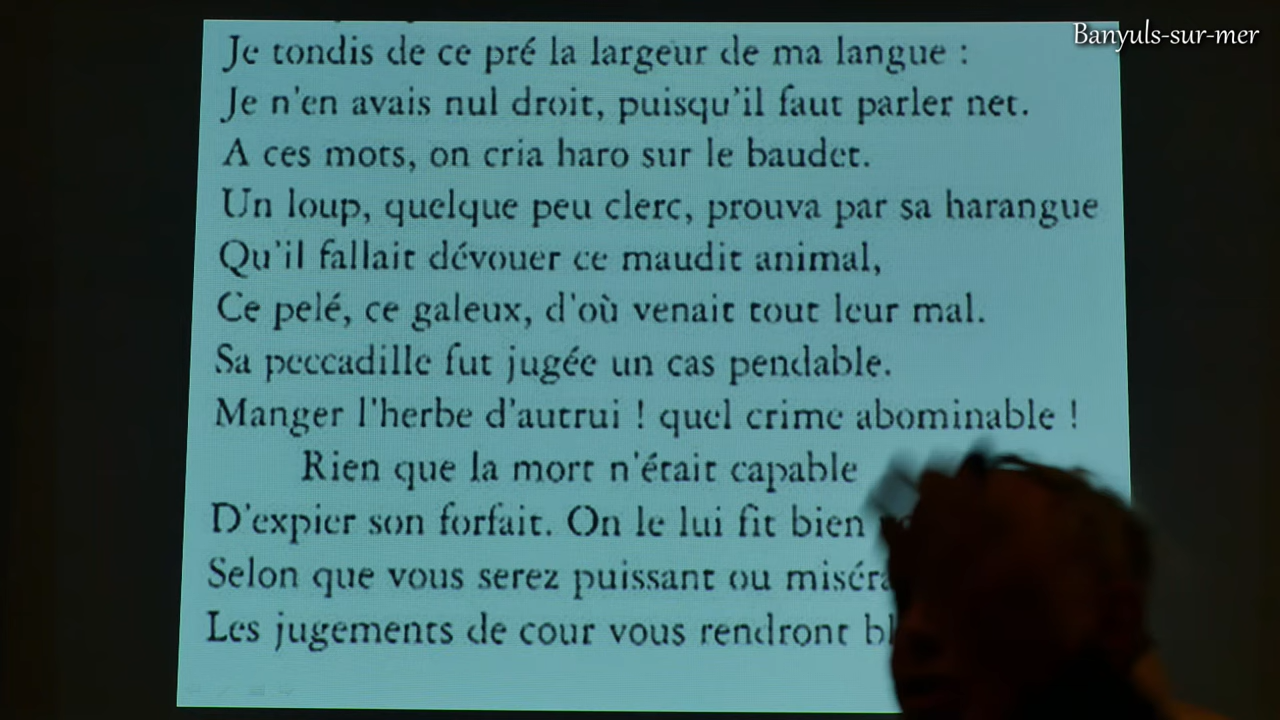 Banyuls-sur-mer
Je tondis de ce pré la largeur de ma langue :
Je n'en avais nul droit, puisqu'il faut parler net.
A ces mots, on cria haro sur le baudet.
Un loup, quelque peu clerc, prouva par sa harangue
Qu'il fallait dévouer ce maudit animal,
Ce pelé, ce galeux, d'où venait tout leur mal.
Sa peccadille fut jugée un cas pendable.
Manger l'herbe d'autrui ! quel crime abominable !
Rien que la mort n'était capable
D'expier son forfait. On le lui fit bien
Selon que vous serez puissant ou
Les jugements de cour vous rendront